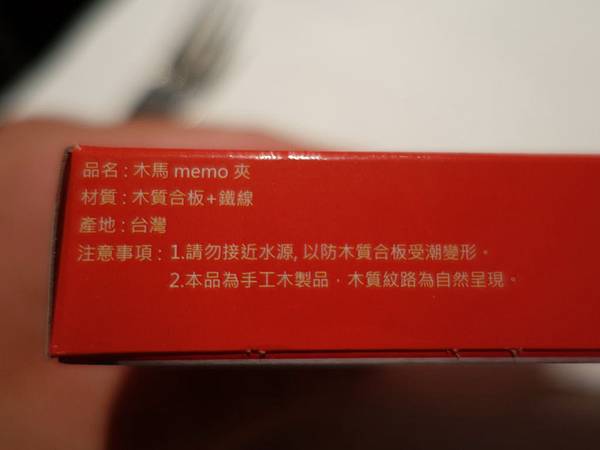 品名 : 木馬 memo 夾
材質 : 木質合板+鐵線
產地 : 台灣
注意事項 : 1.請勿接近水源, 以防木質合板受潮變形。
2.本品為手工木製品，木質紋路為自然呈現。